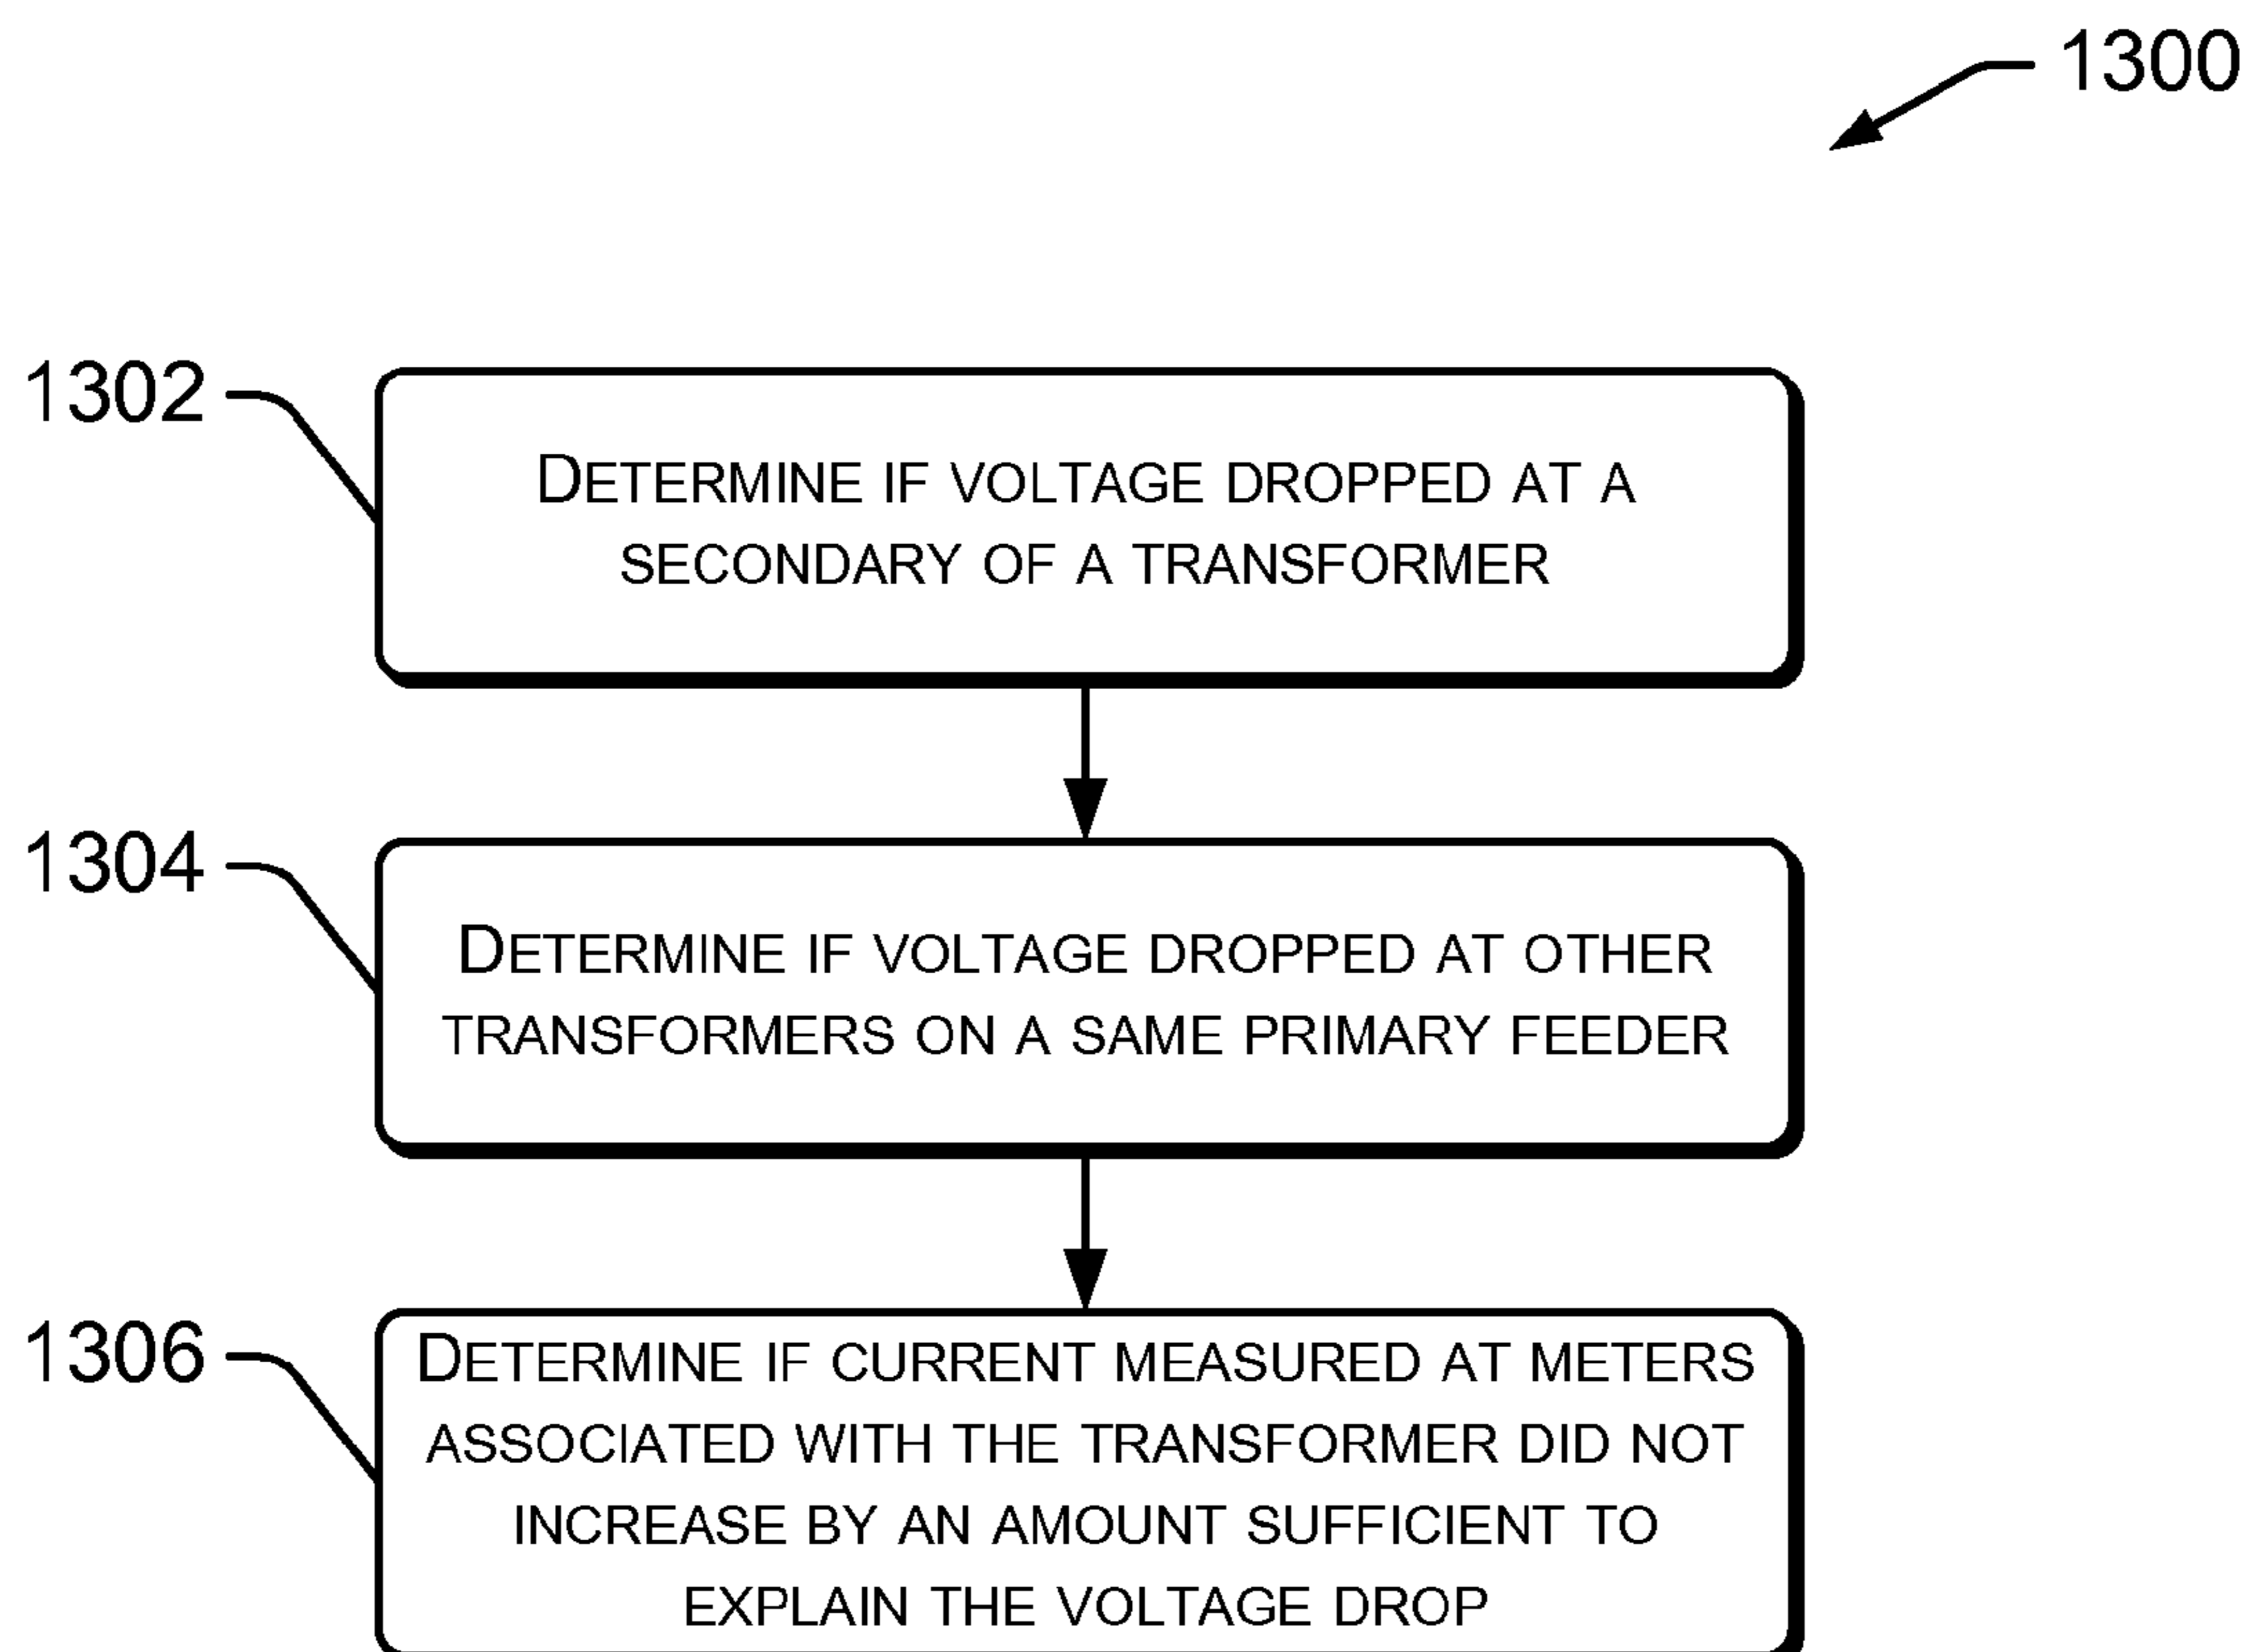 1300
1302
DETERMINE IF VOLTAGE DROPPED AT A
SECONDARY OF A TRANSFORMER
1304
DETERMINE IF VOLTAGE DROPPED AT OTHER
TRANSFORMERS ON A SAME PRIMARY FEEDER
1306
DETERMINE IF CURRENT MEASURED AT METERS
ASSOCIATED WITH THE TRANSFORMER DID NOT
INCREASE BY AN AMOUNT SUFFICIENT TO
EXPLAIN THE VOLTAGE DROP